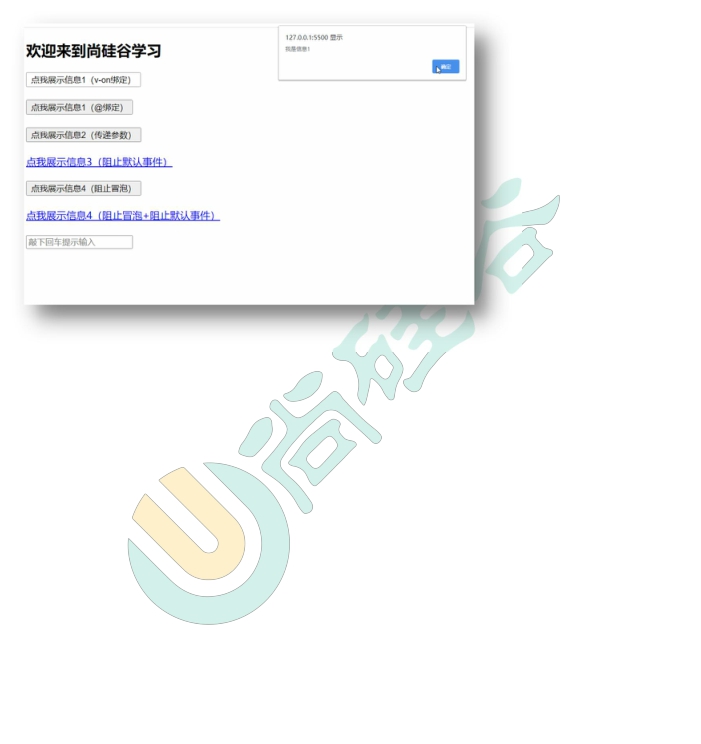 欢迎来到尚硅谷学习
127.0.0.1:5500 显示
我是信息1
确定
点我展示信息1（v-on绑定）
点我展示信息1（@绑定）
点我展示信息2（传递参数）
点我展示信息3（阻止默认事件）
点我展示信息4（阻止冒泡）
点我展示信息4（阻止冒泡+阻止默认事件）
敲下回车提示输入
尚硅谷